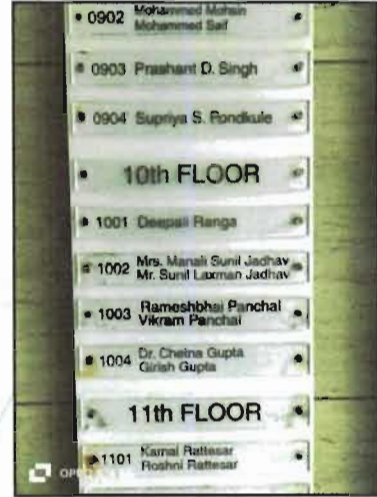 0902 Mohammed Mohsin
Mohammed Saif
0903 Prashant D. Singh
0904 Supriya S. Rondkule
10th FLOOR
1001 Deepali Ranga
1002 Mrs. Manali Sunil Jadhav
Mr. Sunil Laxman Jadhav
1003 Rameshbhai Panchal
Vikram Panchal
1004 Dr. Chetna Gupta
Girish Gupta
11th FLOOR
1101 Kamal Rattesar
Roshni Rattesar